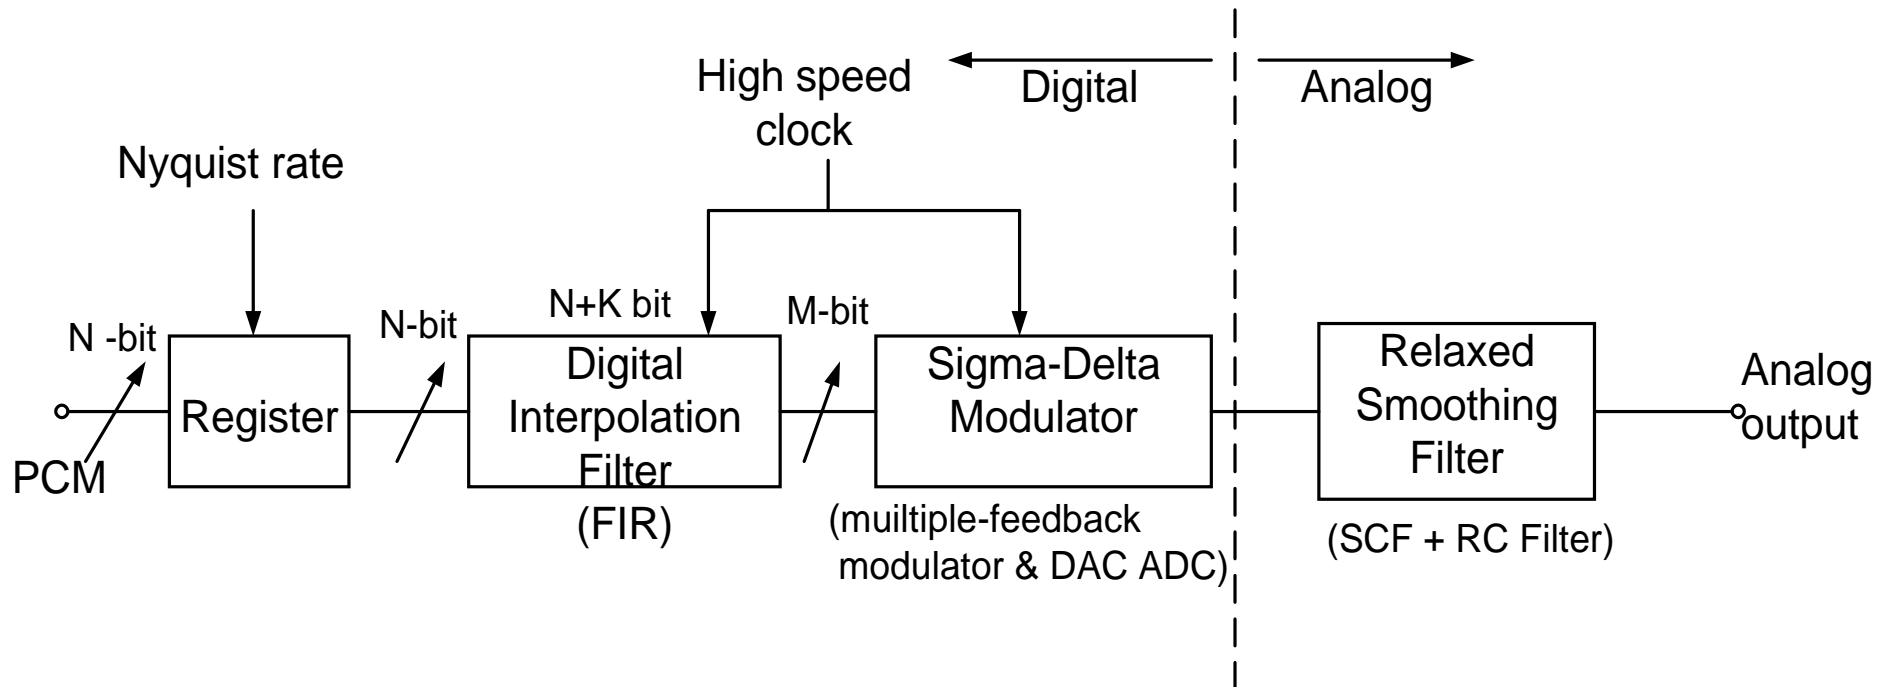 High speed
clock
Digital
Analog
Nyquist rate
N -bit
N-bit
N+K bit
M-bit
PCM
Register
Digital
Interpolation
Filter
(FIR)
Sigma-Delta
Modulator
(muiltiple-feedback
modulator & DAC ADC)
Relaxed
Smoothing
Filter
(SCF + RC Filter)
Analog
output